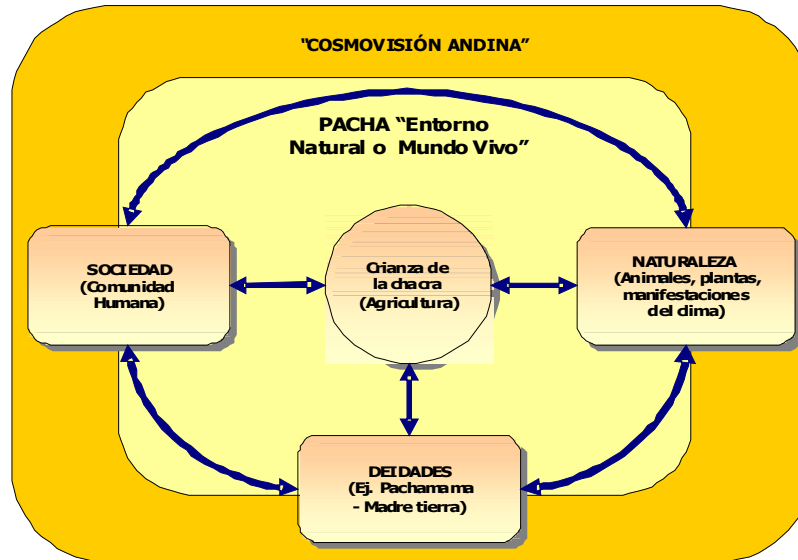 "COSMOVISIÓN ANDINA"
PACHA "Entorno
Natural o Mundo Vivo"
SOCIEDAD
(Comunidad
Humana)
Crianza de
la chacra
(Agricultura)
NATURALEZA
(Animales, plantas,
manifestaciones
del clima)
DEIDADES
(Ej. Pachamama
- Madre tierra)